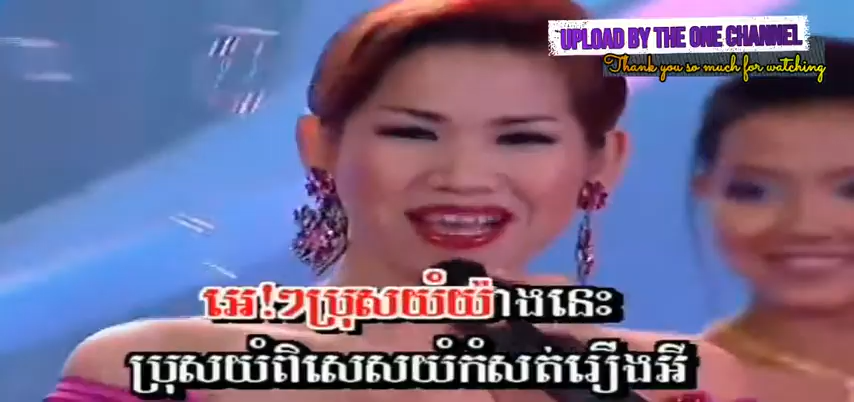 UPLOAD BY THE ONE CHANNEL
Thank you so much for watching
អេ!ៗប្រុសយំយ៉ាងនេះ
ប្រុសយំពិសេសយំកំសត់រឿងអី